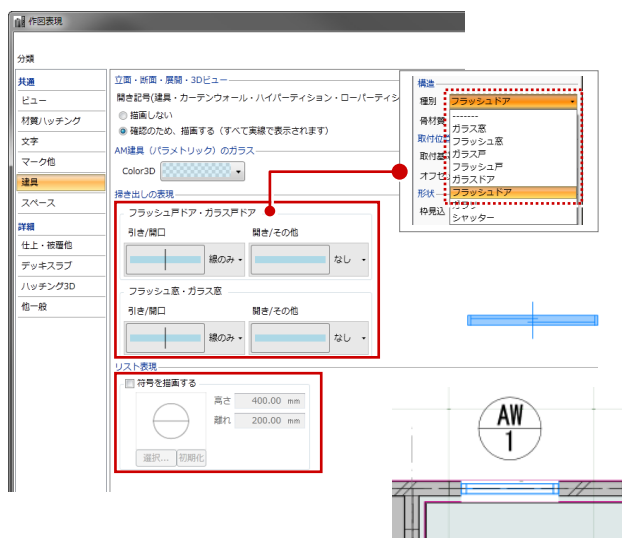 作図表現
分類
共通
ビュー
材質ハッチング
文字
マーク他
建具
スペース
詳細
仕上・被覆他
デッキスラブ
ハッチング3D
他一般
立面・断面・展開・3Dビュー
開き記号(建具・カーテンウォール・ハイパーティション・ローパーティシ
描画しない
確認のため、描画する（すべて実線で表示されます）
AM建具（パラメトリック）のガラス
Color3D
掃き出しの表現
フラッシュ戸ドア・ガラス戸ドア
引き/開口 開き/その他
線のみ なし
フラッシュ窓・ガラス窓
引き/開口 開き/その他
線のみ なし
リスト表現
符号を描画する
高さ 400.00 mm
離れ 200.00 mm
選択... 初期化
構造
種別 フラッシュドア
骨材質
取付位
取付基
オフセ
形状
枠見込
-------
ガラス窓
フラッシュ窓
ガラス戸
フラッシュ戸
ガラスドア
フラッシュドア
シャッター
AW
1